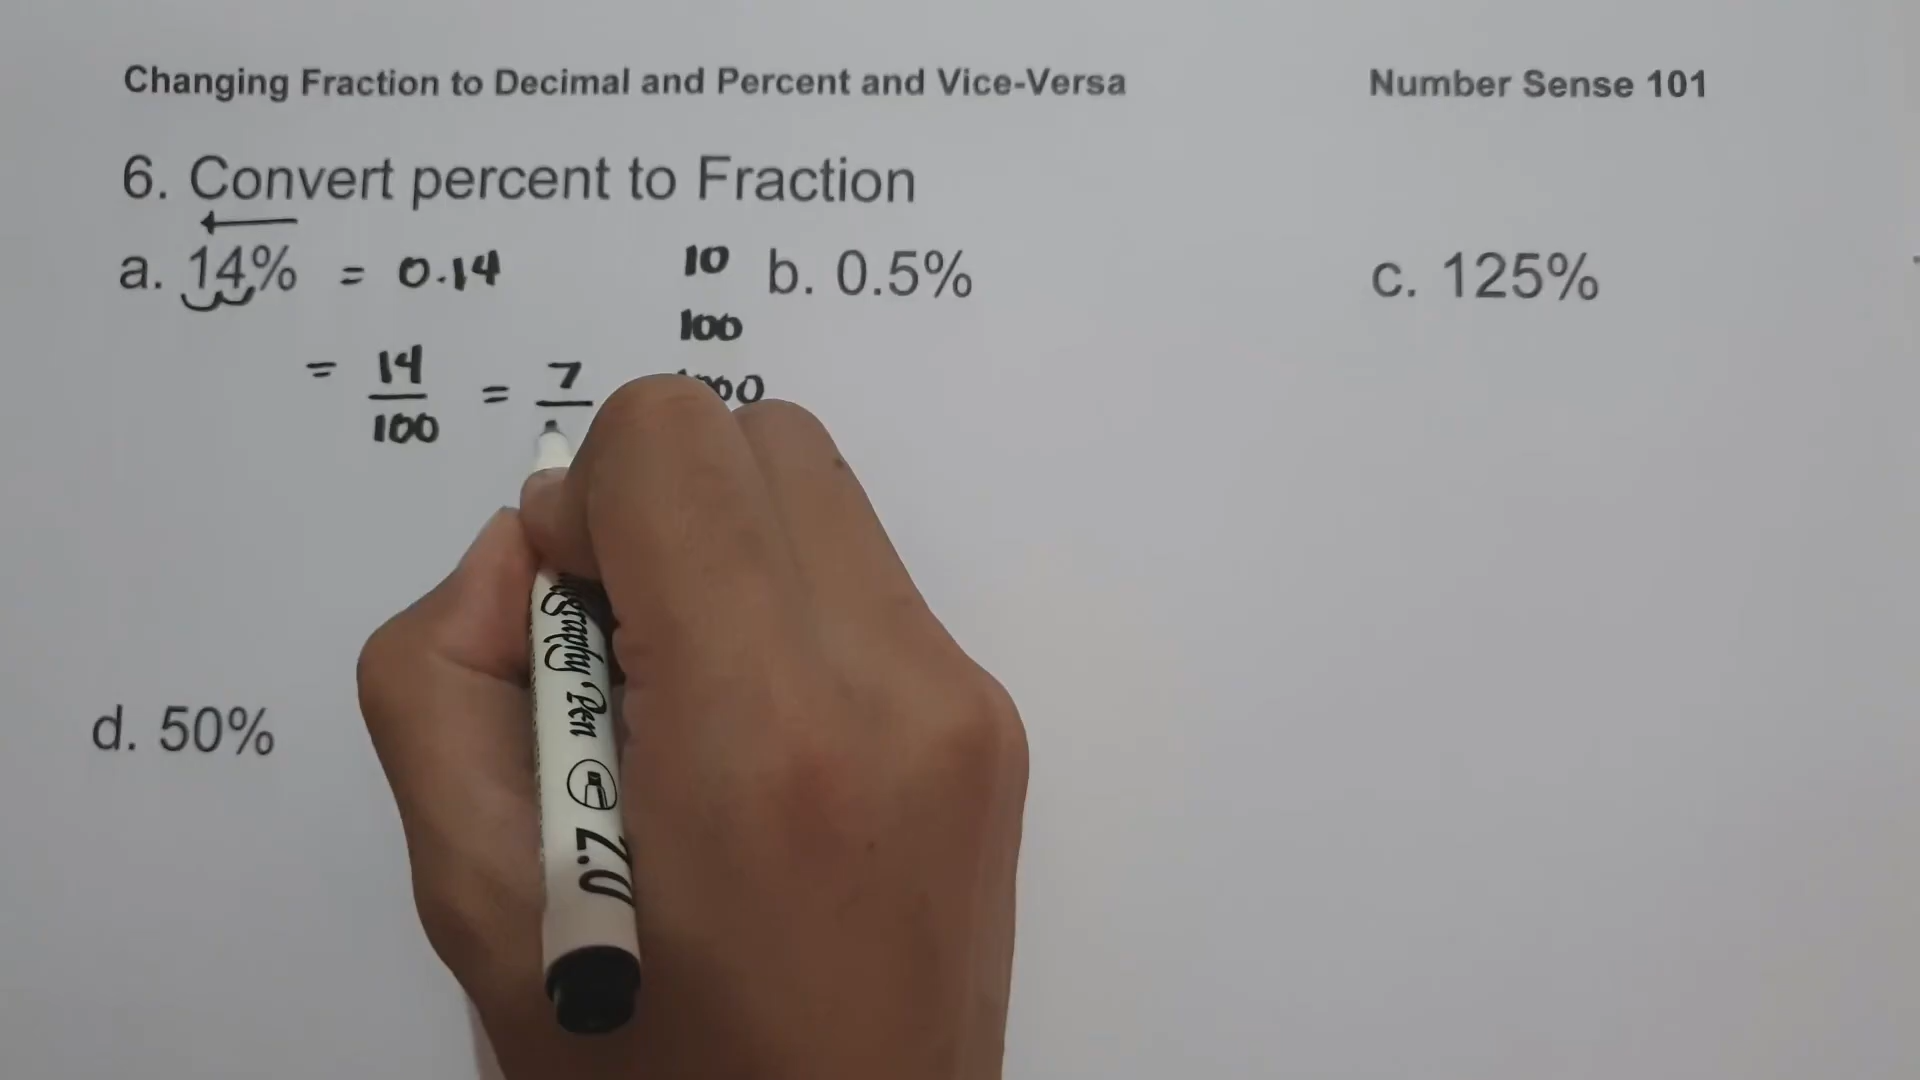 Changing Fraction to Decimal and Percent and Vice-Versa
Number Sense 101
6. Convert percent to Fraction
a. 14% = 0.14
10
b. 0.5%
c. 125%
100
= 14/100 = 7/
d. 50%
Pen
2.0